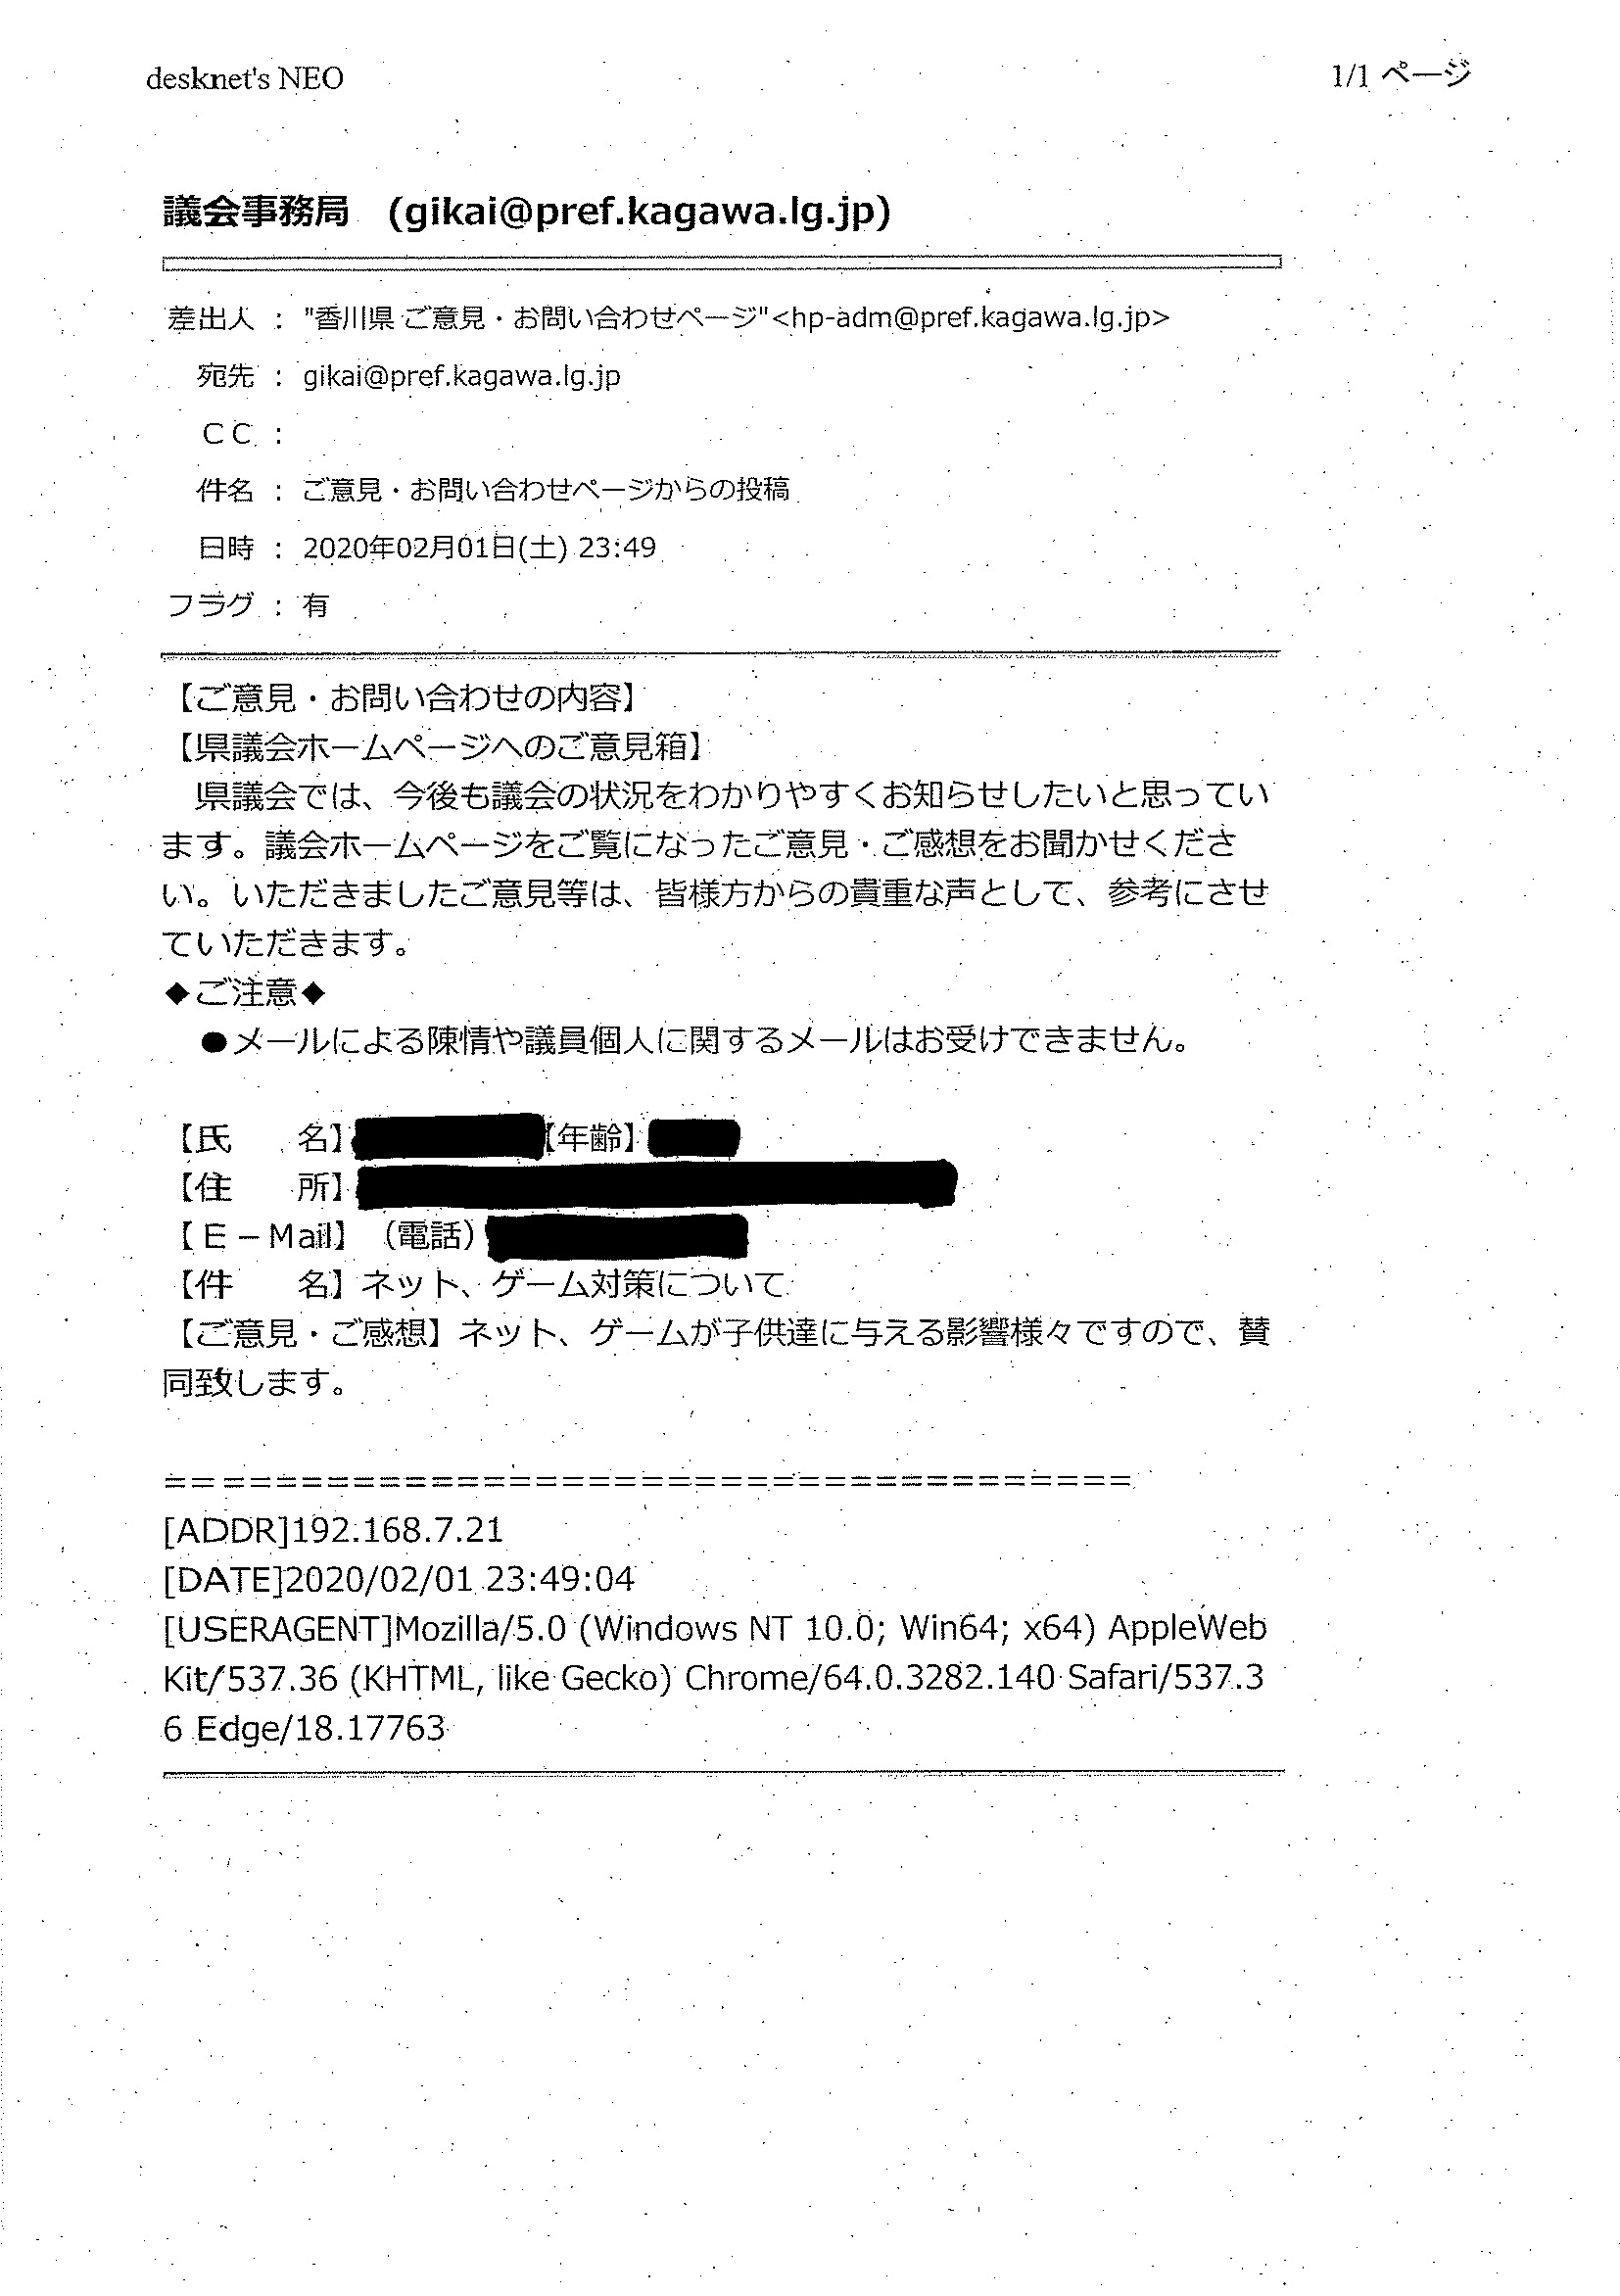 desknet's NEO 1/1 ページ
議会事務局 (gikai@pref.kagawa.lg.jp)
差出人 : "香川県 ご意見・お問い合わせページ"<hp-adm@pref.kagawa.lg.jp>
宛先 : gikai@pref.kagawa.lg.jp
ＣＣ :
件名 : ご意見・お問い合わせページからの投稿
日時 : 2020年02月01日(土) 23:49
フラグ : 有
【ご意見・お問い合わせの内容】
【県議会ホームページへのご意見箱】
県議会では、今後も議会の状況をわかりやすくお知らせしたいと思ってい
ます。議会ホームページをご覧になったご意見・ご感想をお聞かせくださ
い。いただきましたご意見等は、皆様方からの貴重な声として、参考にさせ
ていただきます。
◆ご注意◆
●メールによる陳情や議員個人に関するメールはお受けできません。
【氏　　名】 【年齢】
【住　　所】
【Ｅ－Mail】（電話）
【件　　名】ネット、ゲーム対策について
【ご意見・ご感想】ネット、ゲームが子供達に与える影響様々ですので、賛
同致します。
=====================================
[ADDR]192.168.7.21
[DATE]2020/02/01 23:49:04
[USERAGENT]Mozilla/5.0 (Windows NT 10.0; Win64; x64) AppleWeb
Kit/537.36 (KHTML, like Gecko) Chrome/64.0.3282.140 Safari/537.3
6 Edge/18.17763